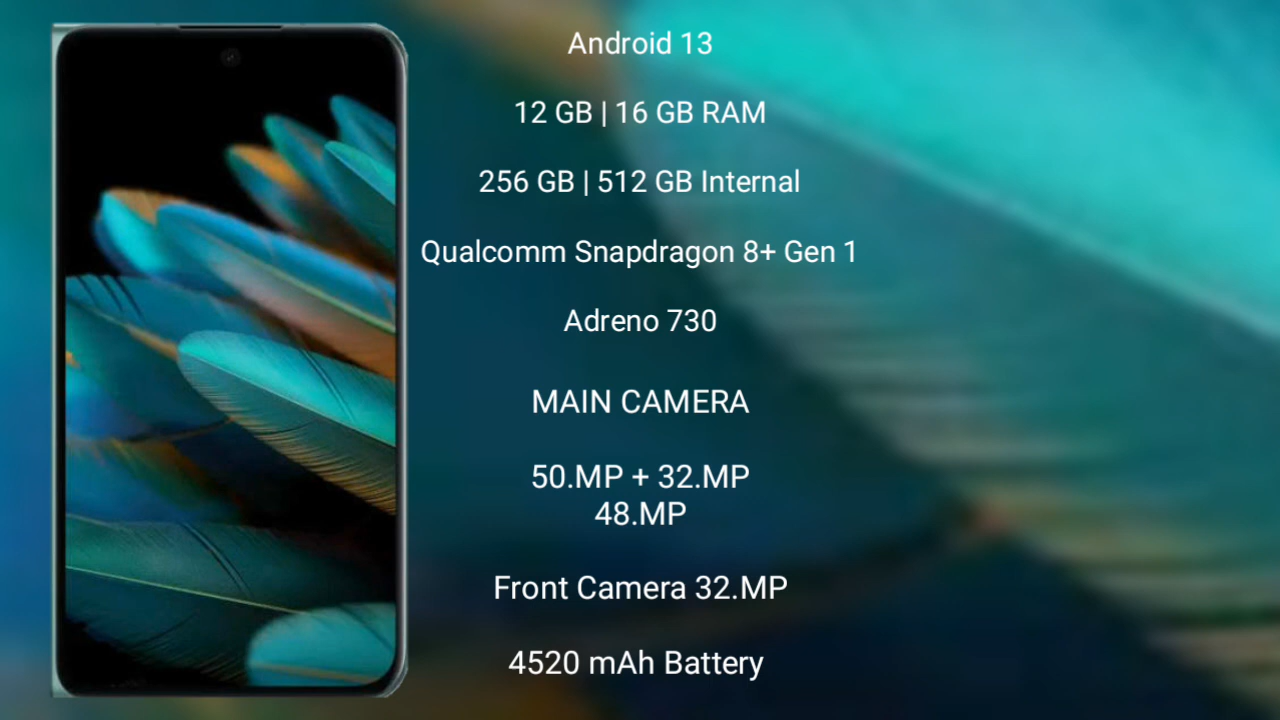 Android 13
12 GB | 16 GB RAM
256 GB | 512 GB Internal
Qualcomm Snapdragon 8+ Gen 1
Adreno 730
MAIN CAMERA
50.MP + 32.MP
48.MP
Front Camera 32.MP
4520 mAh Battery